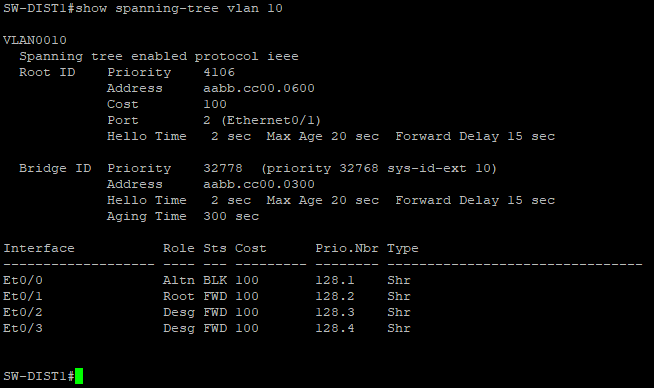 SW-DIST1#show spanning-tree vlan 10
VLAN0010
  Spanning tree enabled protocol ieee
  Root ID    Priority    4106
             Address     aabb.cc00.0600
             Cost        100
             Port        2 (Ethernet0/1)
             Hello Time   2 sec  Max Age 20 sec  Forward Delay 15 sec
  Bridge ID  Priority    32778  (priority 32768 sys-id-ext 10)
             Address     aabb.cc00.0300
             Hello Time   2 sec  Max Age 20 sec  Forward Delay 15 sec
             Aging Time  300 sec
Interface           Role Sts Cost      Prio.Nbr Type
------------------- ---- --- --------- -------- --------------------------------
Et0/0               Altn BLK 100       128.1    Shr
Et0/1               Root FWD 100       128.2    Shr
Et0/2               Desg FWD 100       128.3    Shr
Et0/3               Desg FWD 100       128.4    Shr
SW-DIST1#